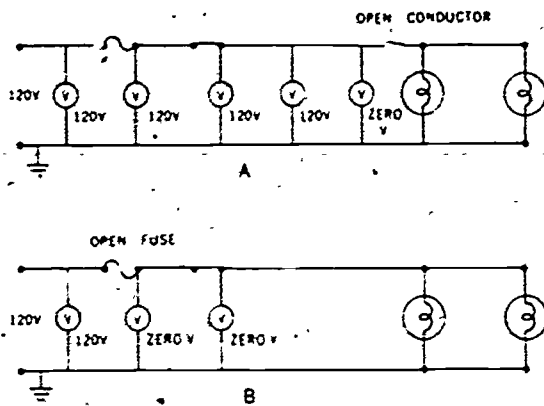 OPEN CONDUCTOR
120V
120V
120V
120V
120V
ZERO
V
A
OPEN FUSE
120V
120V
ZERO V
ZERO V
B